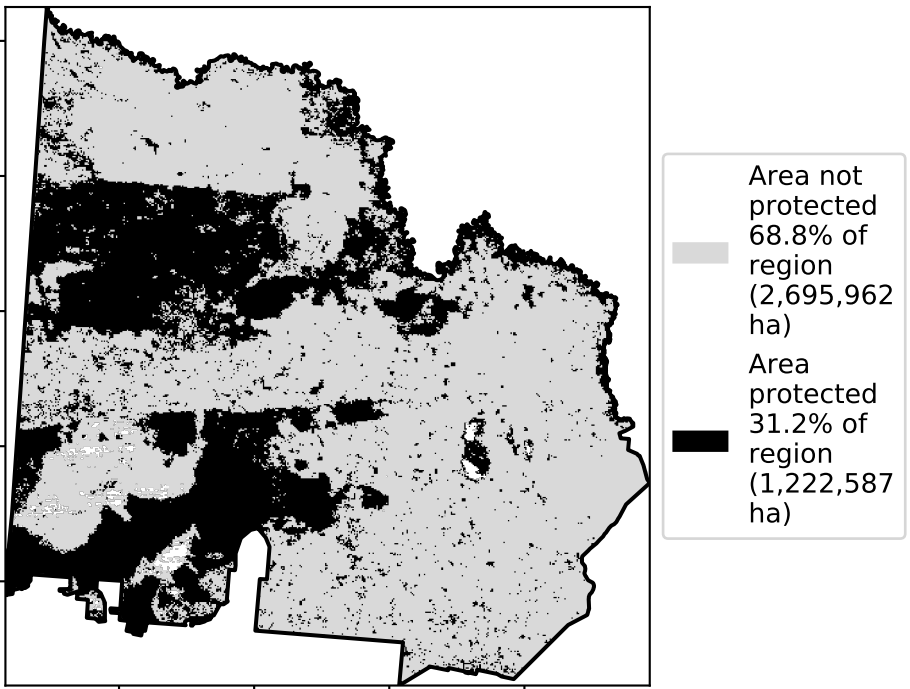 Area not
protected
68.8% of
region
(2,695,962
ha)
Area
protected
31.2% of
region
(1,222,587
ha)